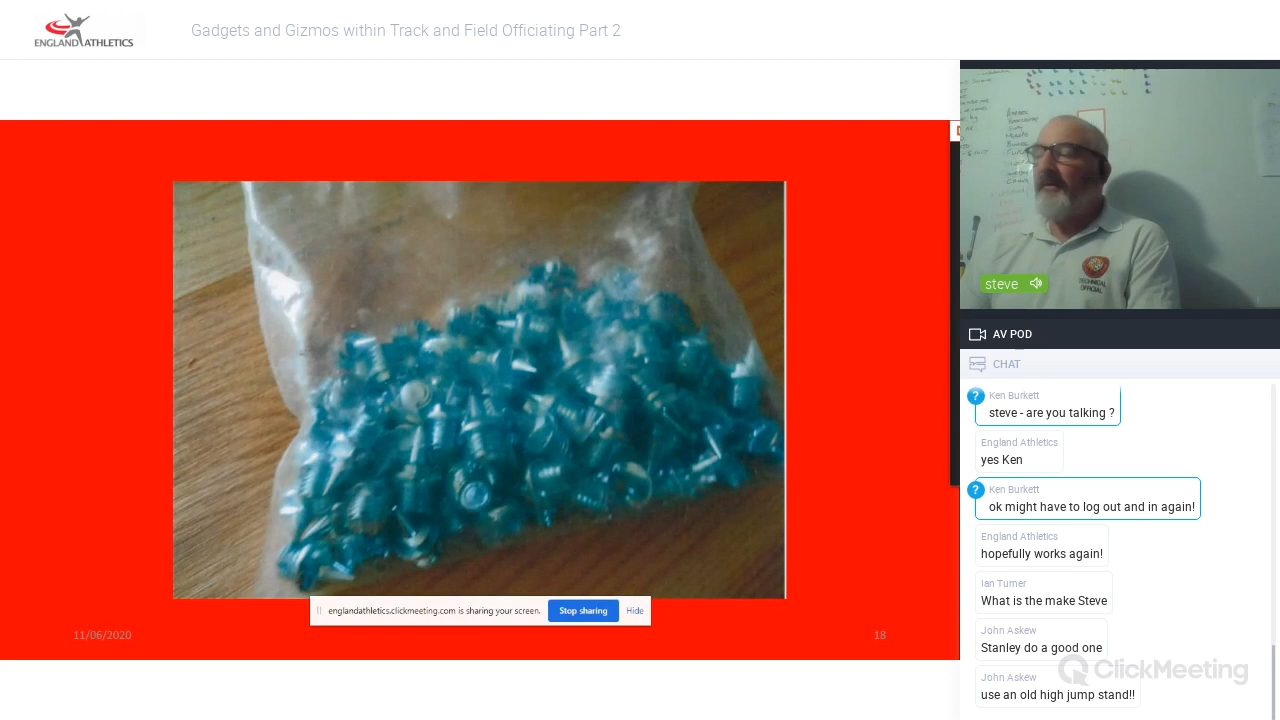 ENGLAND ATHLETICS
Gadgets and Gizmos within Track and Field Officiating Part 2
TECHNICAL
OFFICIAL
steve
AV POD
CHAT
Ken Burkett
steve - are you talking ?
England Athletics
yes Ken
Ken Burkett
ok might have to log out and in again!
England Athletics
hopefully works again!
Ian Turner
What is the make Steve
John Askew
Stanley do a good one
John Askew
use an old high jump stand!!
ClickMeeting
englandathletics.clickmeeting.com is sharing your screen.
Stop sharing
Hide
11/06/2020
18